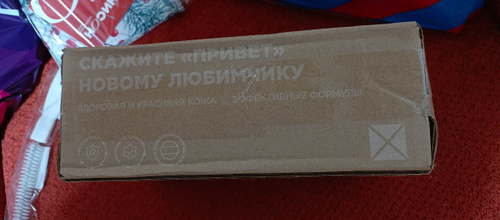 СКАЖИТЕ «ПРИВЕТ»
НОВОМУ ЛЮБИМЧИКУ
ЗДОРОВАЯ И КРАСИВАЯ КОЖА ЭФФЕКТИВНЫЕ ФОРМУЛЫ